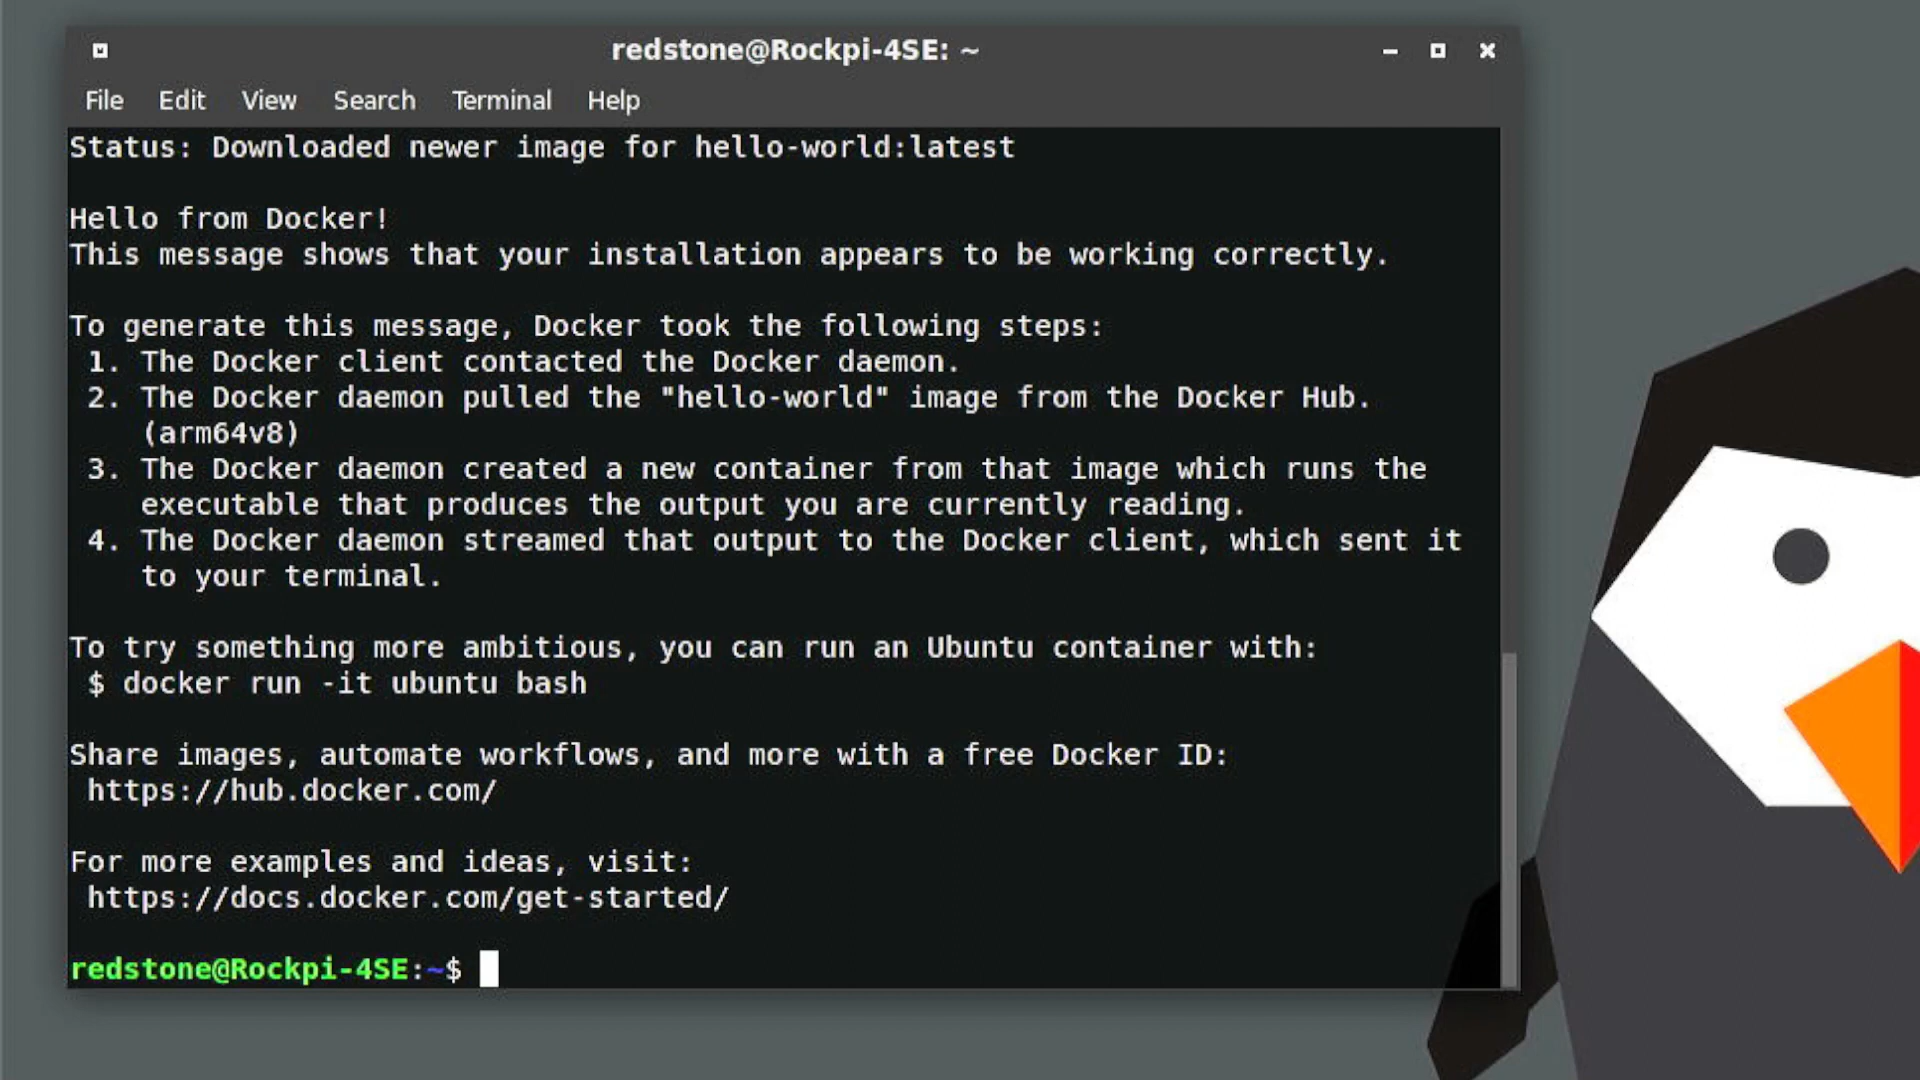 redstone@Rockpi-4SE: ~
File Edit View Search Terminal Help
Status: Downloaded newer image for hello-world:latest
Hello from Docker!
This message shows that your installation appears to be working correctly.
To generate this message, Docker took the following steps:
1. The Docker client contacted the Docker daemon.
2. The Docker daemon pulled the "hello-world" image from the Docker Hub.
(arm64v8)
3. The Docker daemon created a new container from that image which runs the
executable that produces the output you are currently reading.
4. The Docker daemon streamed that output to the Docker client, which sent it
to your terminal.
To try something more ambitious, you can run an Ubuntu container with:
$ docker run -it ubuntu bash
Share images, automate workflows, and more with a free Docker ID:
https://hub.docker.com/
For more examples and ideas, visit:
https://docs.docker.com/get-started/
redstone@Rockpi-4SE:~$